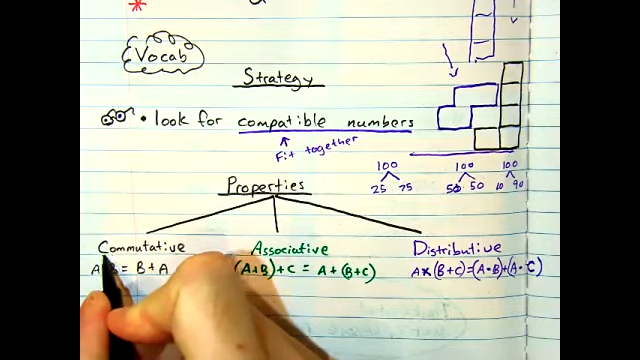 Vocab
Strategy
• look for compatible numbers
Fit together
100 100 100
25 75 50 50 10 90
Properties
Commutative Associative Distributive
A B = B + A (A+B)+C = A + (B+C) A×(B+C)=(A·B)+(A·C)